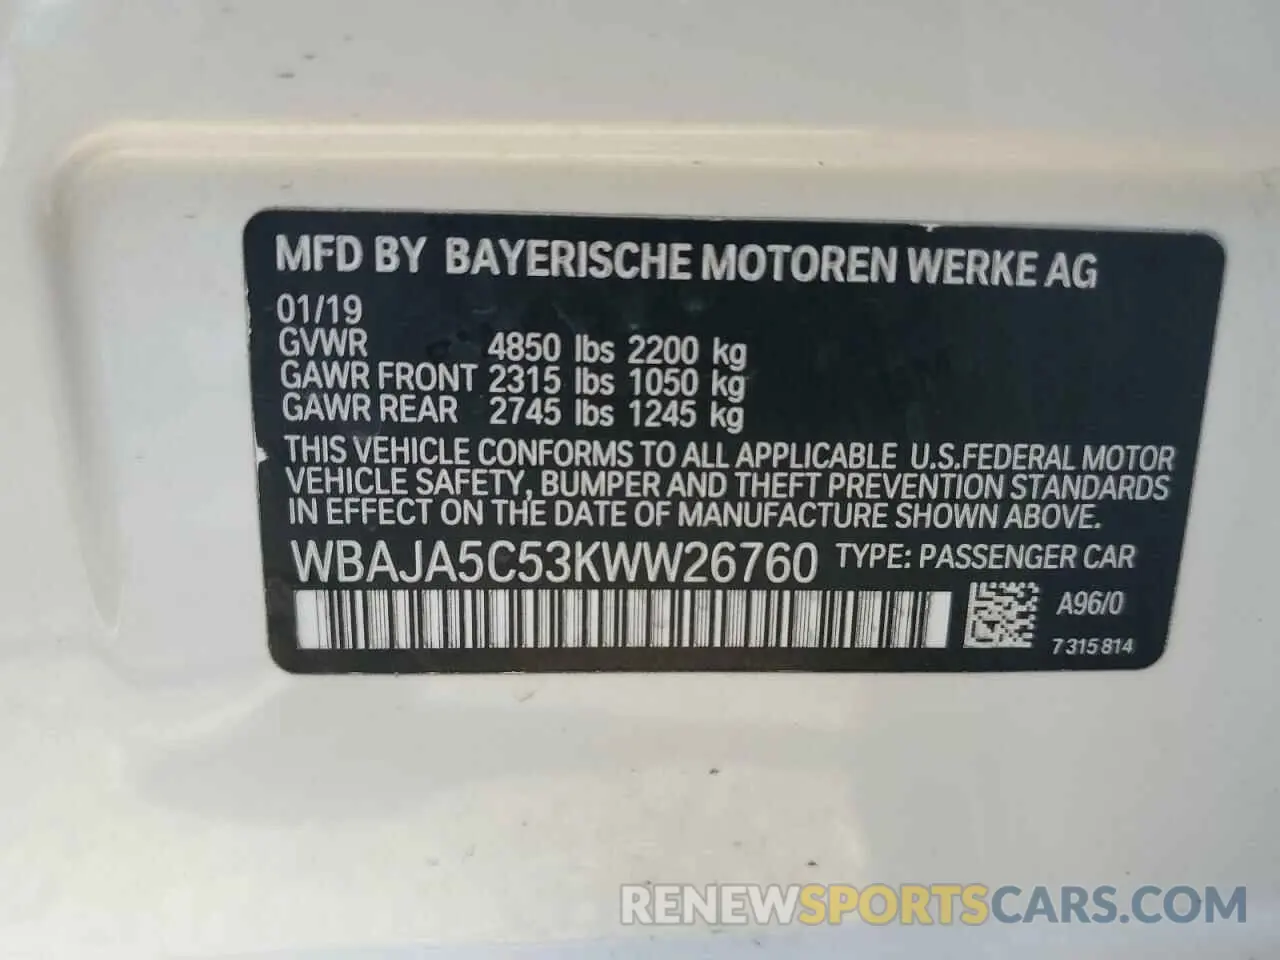 MFD BY BAYERISCHE MOTOREN WERKE AG
01/19
GVWR 4850 lbs 2200 kg
GAWR FRONT 2315 lbs 1050 kg
GAWR REAR 2745 lbs 1245 kg
THIS VEHICLE CONFORMS TO ALL APPLICABLE U.S.FEDERAL MOTOR
VEHICLE SAFETY, BUMPER AND THEFT PREVENTION STANDARDS
IN EFFECT ON THE DATE OF MANUFACTURE SHOWN ABOVE.
WBAJA5C53KWW26760 TYPE: PASSENGER CAR
A96/0
7315814
RENEWSPORTSCARS.COM